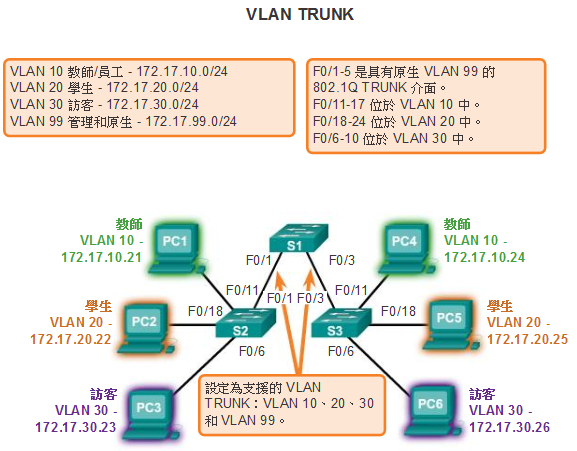 VLAN TRUNK
VLAN 10 教師/員工 - 172.17.10.0/24
VLAN 20 學生 - 172.17.20.0/24
VLAN 30 訪客 - 172.17.30.0/24
VLAN 99 管理和原生 - 172.17.99.0/24
F0/1-5 是具有原生 VLAN 99 的
802.1Q TRUNK 介面。
F0/11-17 位於 VLAN 10 中。
F0/18-24 位於 VLAN 20 中。
F0/6-10 位於 VLAN 30 中。
教師
VLAN 10 -
172.17.10.21
PC1
S1
F0/1
F0/3
PC4
教師
VLAN 10 -
172.17.10.24
F0/11
F0/1
F0/3
F0/11
學生
VLAN 20 -
172.17.20.22
PC2
F0/18
S2
S3
F0/18
PC5
學生
VLAN 20 -
172.17.20.25
F0/6
F0/6
訪客
VLAN 30 -
172.17.30.23
PC3
設定為支援的 VLAN
TRUNK：VLAN 10、20、30
和 VLAN 99。
PC6
訪客
VLAN 30 -
172.17.30.26